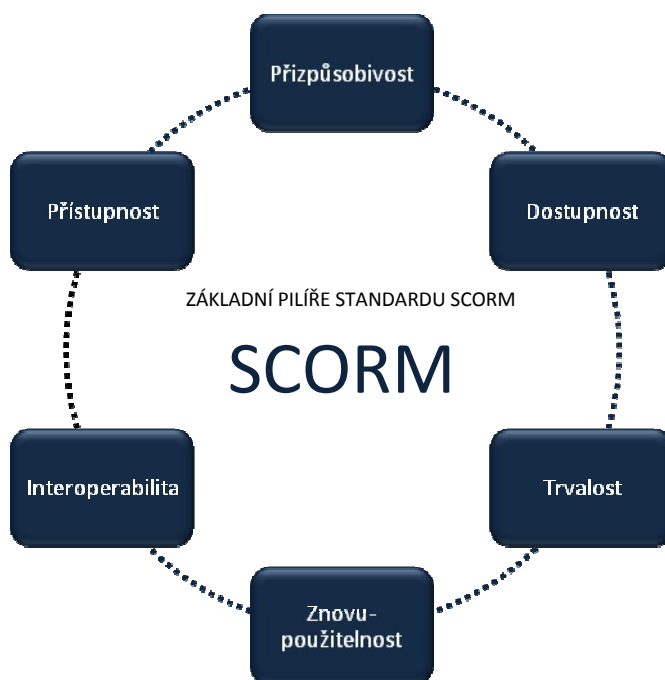 Přizpůsobivost
Přístupnost
Dostupnost
ZÁKLADNÍ PILÍŘE STANDARDU SCORM
SCORM
Interoperabilita
Trvalost
Znovu-
použitelnost